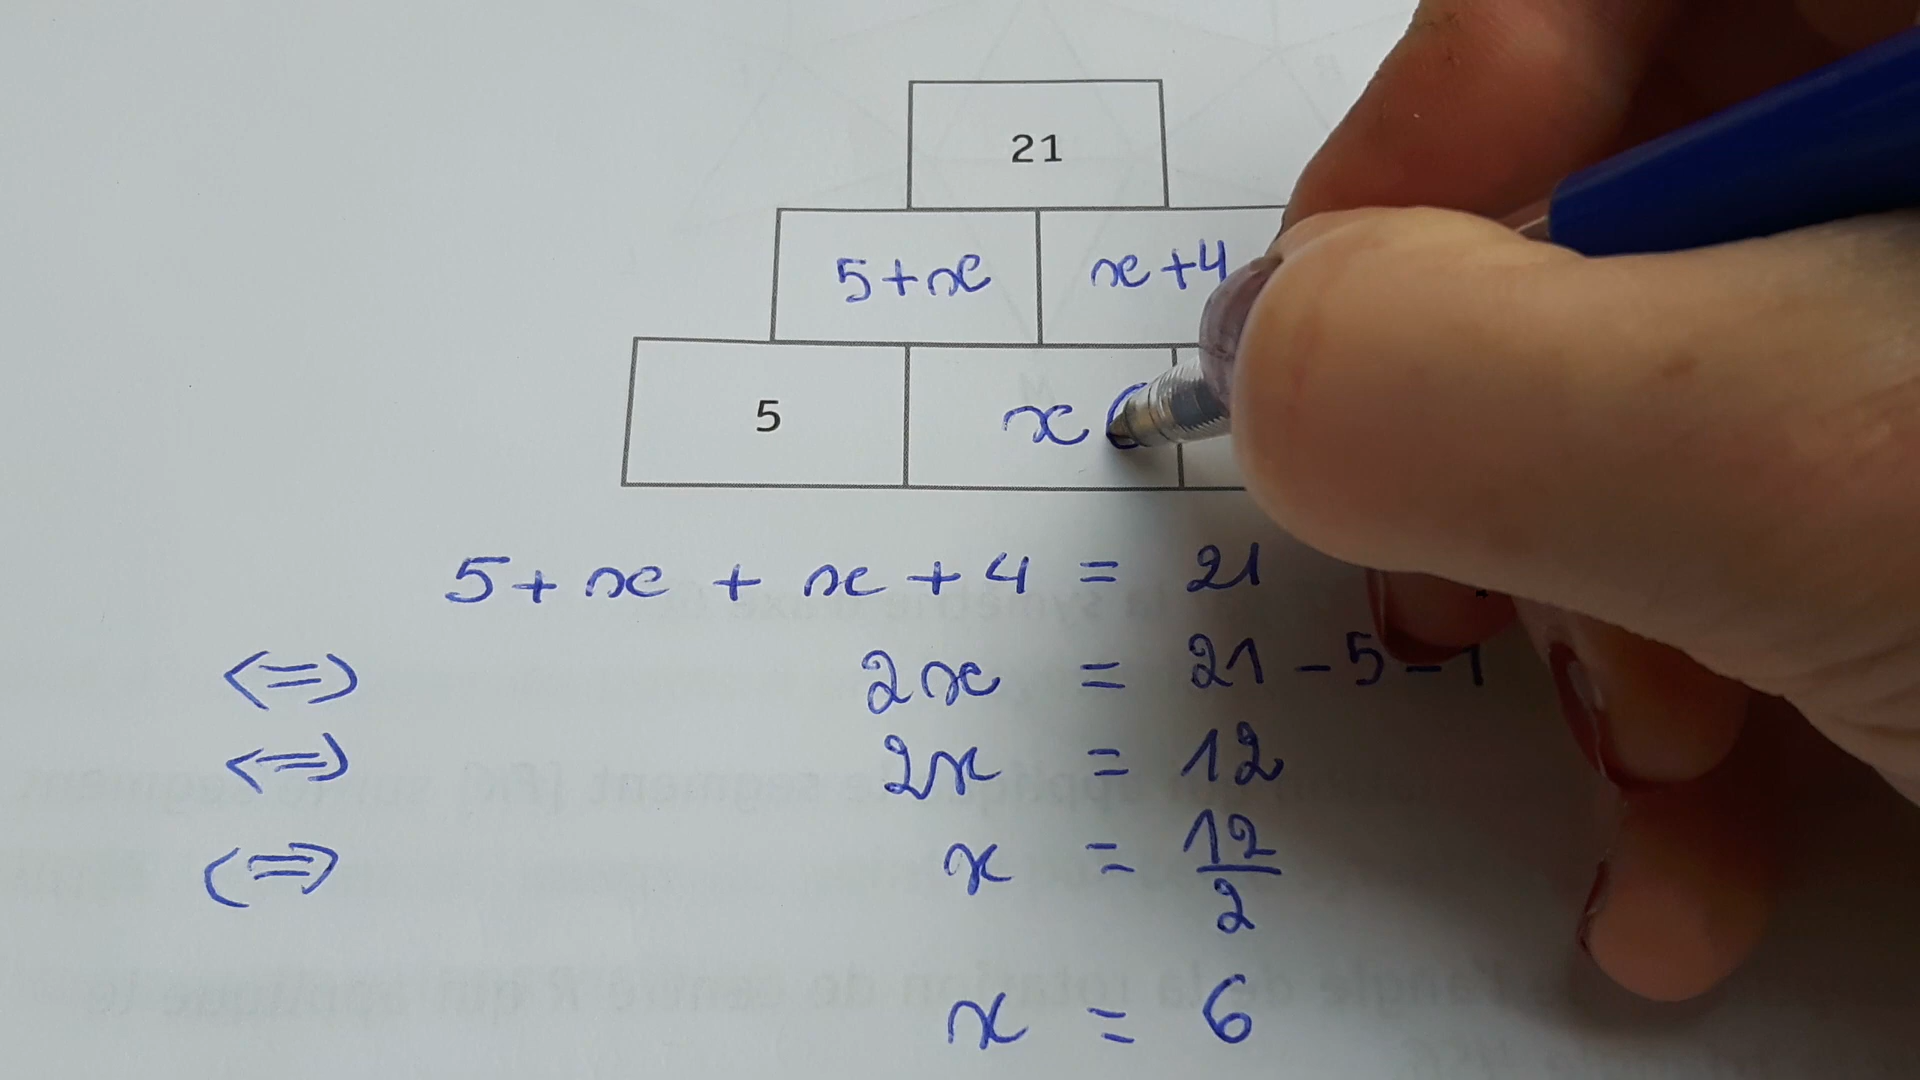 21
5+x x+4
5 x
5+x + x+4 = 21
<=> 2x = 21-5-
<=> 2x = 12
<=> x = 12/2
x = 6